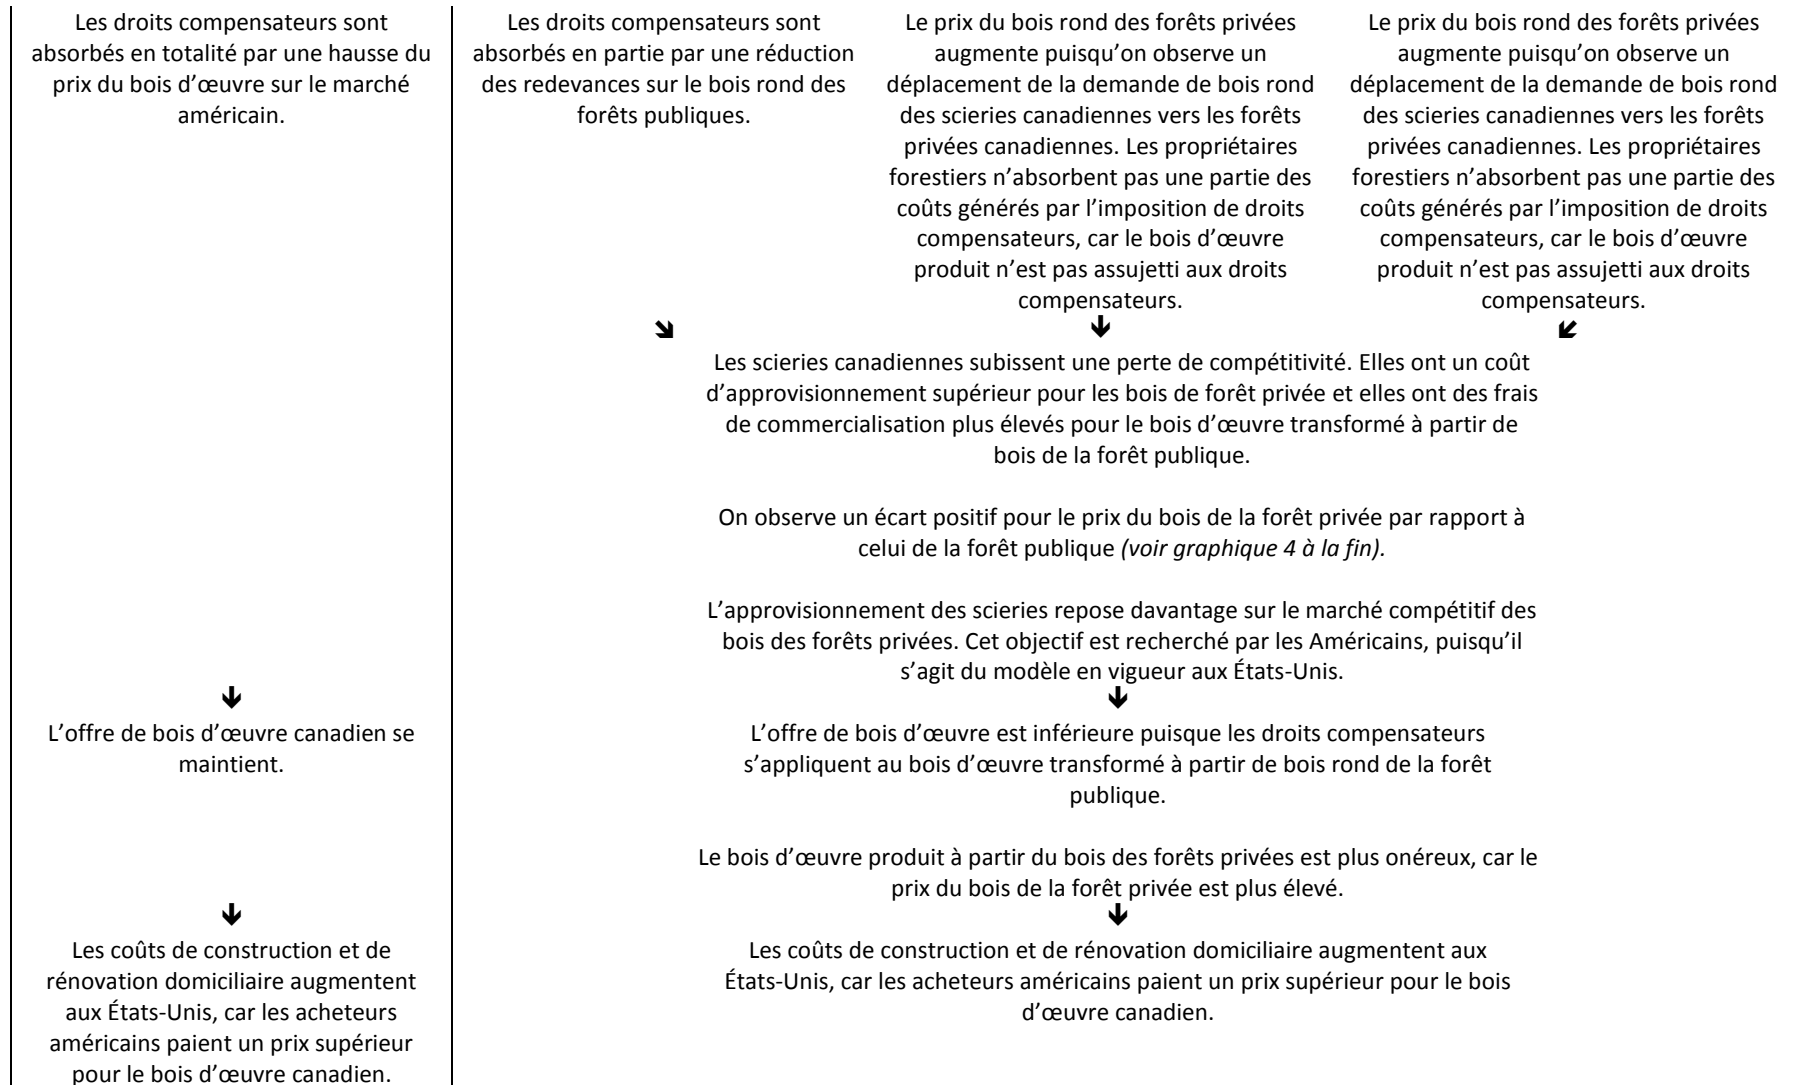 Les droits compensateurs sont
absorbés en totalité par une hausse du
prix du bois d'œuvre sur le marché
américain.
Les droits compensateurs sont
absorbés en partie par une réduction
des redevances sur le bois rond des
forêts publiques.
Le prix du bois rond des forêts privées
augmente puisqu'on observe un
déplacement de la demande de bois rond
des scieries canadiennes vers les forêts
privées canadiennes. Les propriétaires
forestiers n'absorbent pas une partie des
coûts générés par l'imposition de droits
compensateurs, car le bois d'œuvre
produit n'est pas assujetti aux droits
compensateurs.
Le prix du bois rond des forêts privées
augmente puisqu'on observe un
déplacement de la demande de bois rond
des scieries canadiennes vers les forêts
privées canadiennes. Les propriétaires
forestiers n'absorbent pas une partie des
coûts générés par l'imposition de droits
compensateurs, car le bois d'œuvre
produit n'est pas assujetti aux droits
compensateurs.
Les scieries canadiennes subissent une perte de compétitivité. Elles ont un coût
d'approvisionnement supérieur pour les bois de forêt privée et elles ont des frais
de commercialisation plus élevés pour le bois d'œuvre transformé à partir de
bois de la forêt publique.
On observe un écart positif pour le prix du bois de la forêt privée par rapport à
celui de la forêt publique (voir graphique 4 à la fin).
L'approvisionnement des scieries repose davantage sur le marché compétitif des
bois des forêts privées. Cet objectif est recherché par les Américains, puisqu'il
s'agit du modèle en vigueur aux États-Unis.
L'offre de bois d'œuvre canadien se
maintient.
L'offre de bois d'œuvre est inférieure puisque les droits compensateurs
s'appliquent au bois d'œuvre transformé à partir de bois rond de la forêt
publique.
Le bois d'œuvre produit à partir du bois des forêts privées est plus onéreux, car le
prix du bois de la forêt privée est plus élevé.
Les coûts de construction et de
rénovation domiciliaire augmentent
aux États-Unis, car les acheteurs
américains paient un prix supérieur
pour le bois d'œuvre canadien.
Les coûts de construction et de rénovation domiciliaire augmentent aux
États-Unis, car les acheteurs américains paient un prix supérieur pour le bois
d'œuvre canadien.